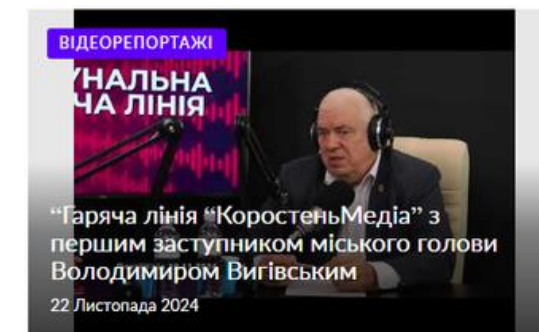 ВІДЕОРЕПОРТАЖІ
УНАЛЬНА
ЧА ЛІНІЯ
“Гаряча лінія “КоростеньМедіа” з
першим заступником міського голови
Володимиром Вигівським
22 Листопада 2024